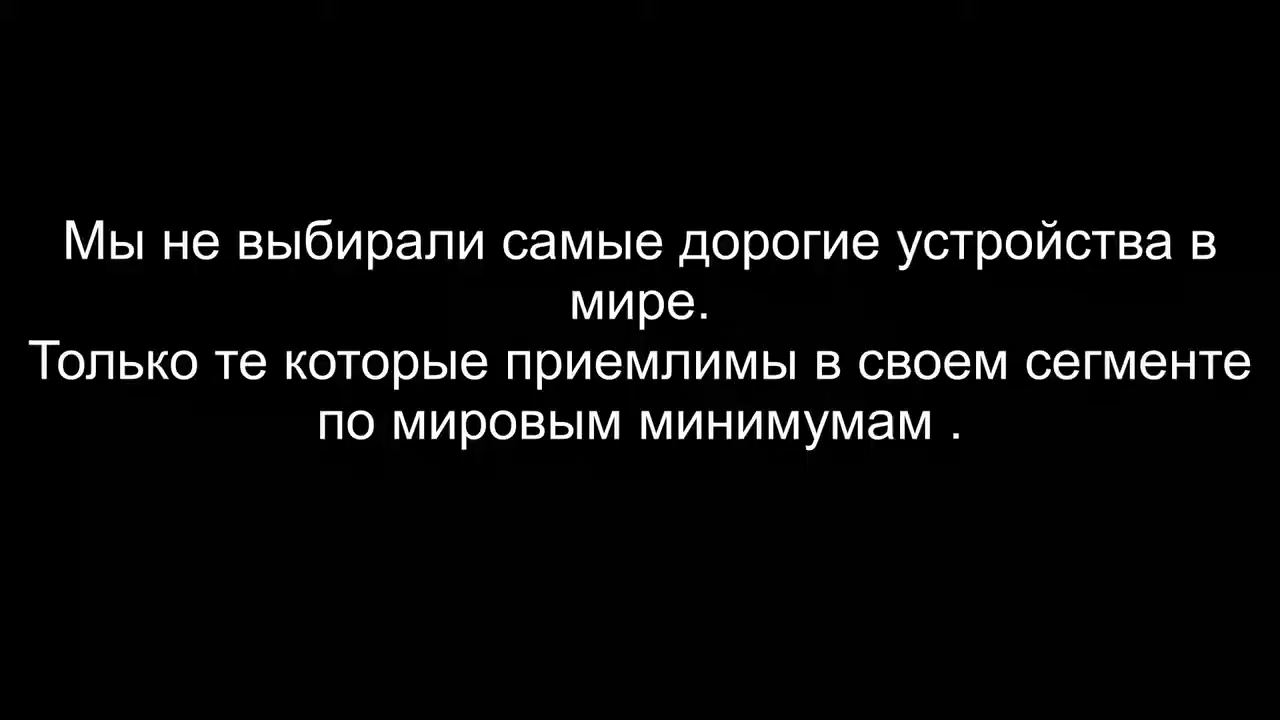 Мы не выбирали самые дорогие устройства в
мире.
Только те которые приемлимы в своем сегменте
по мировым минимумам .